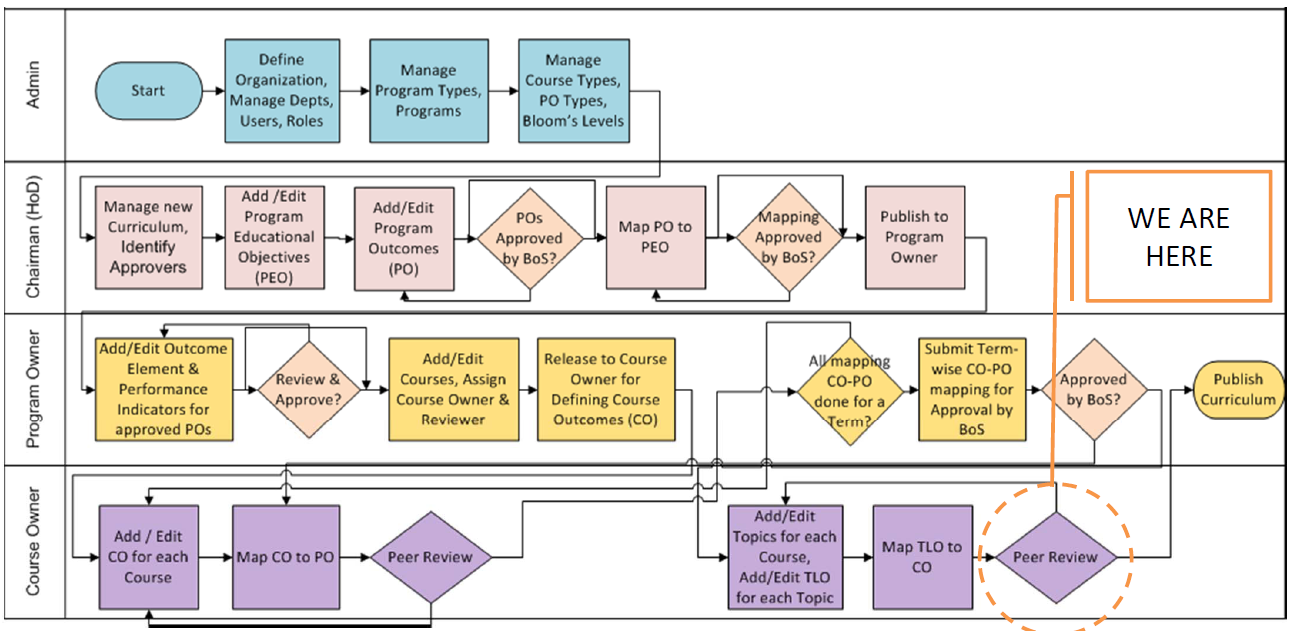 Admin
Start
Define
Organization,
Manage Depts,
Users, Roles
Manage
Program Types,
Programs
Manage
Course Types,
PO Types,
Bloom's Levels
Chairman (HoD)
Manage new
Curriculum,
Identify
Approvers
Add /Edit
Program
Educational
Objectives
(PEO)
Add/Edit
Program
Outcomes
(PO)
POs
Approved
by BoS?
Map PO to
PEO
Mapping
Approved
by BoS?
Publish to
Program
Owner
WE ARE
HERE
Program Owner
Add/Edit Outcome
Element &
Performance
Indicators for
approved POs
Review &
Approve?
Add/Edit
Courses, Assign
Course Owner &
Reviewer
Release to Course
Owner for
Defining Course
Outcomes (CO)
All mapping
CO-PO
done for a
Term?
Submit Term-
wise CO-PO
mapping for
Approval by
BoS
Approved
by BoS?
Publish
Curriculum
Course Owner
Add / Edit
CO for each
Course
Map CO to PO
Peer Review
Add/Edit
Topics for each
Course,
Add/Edit TLO
for each Topic
Map TLO to
CO
Peer Review